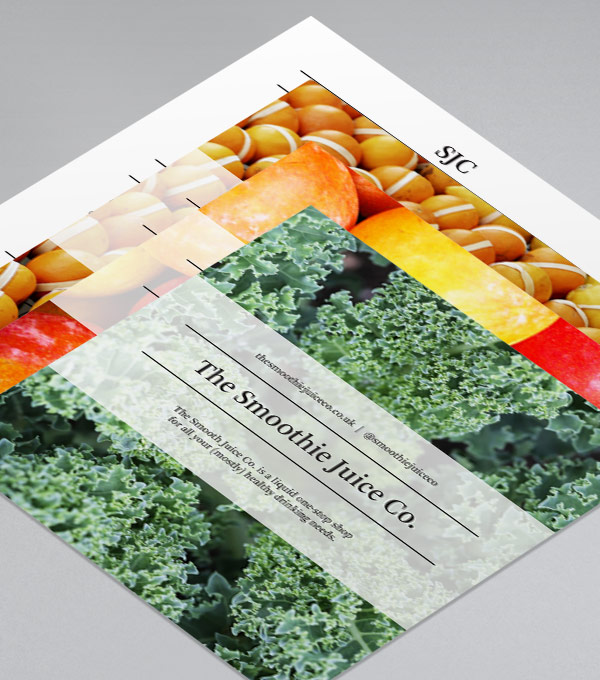 SJC
thesmoothiejuiceco.co.uk | @smoothiejuiceco
The Smoothie Juice Co.
The Smooth Juice Co. is a liquid one-stop shop
for all your (mostly) healthy drinking needs.